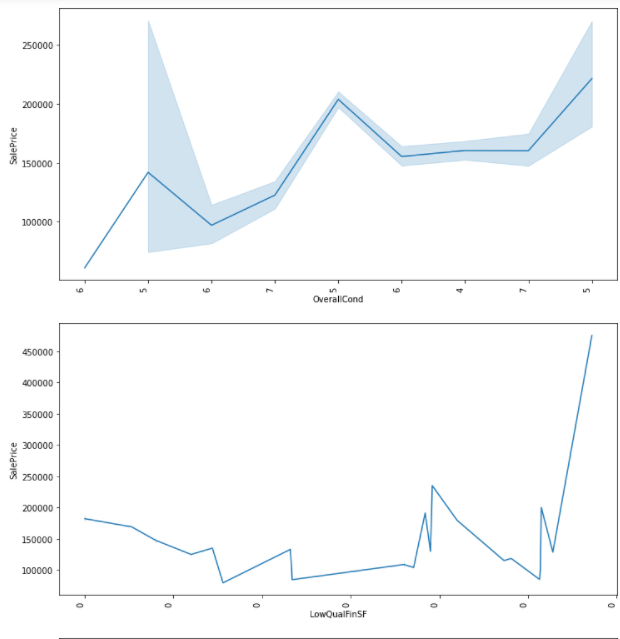 250000
200000
150000
100000
SalePrice
6 5 6 7 5 6 4 7 5
OverallCond
450000
400000
350000
300000
250000
200000
150000
100000
SalePrice
0 0 0 0 0 0 0
LowQualFinSF